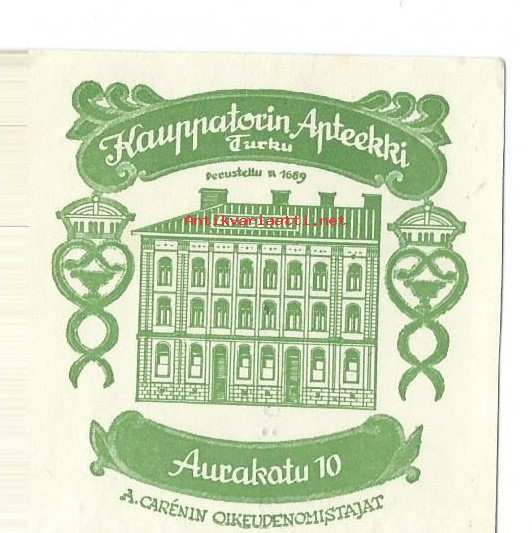 Kauppatorin Apteekki
Turku
Perustettu n 1689
Antikvariaatti.net
Aurakatu 10
A. CARÉNIN OIKEUDENOMISTAJAT